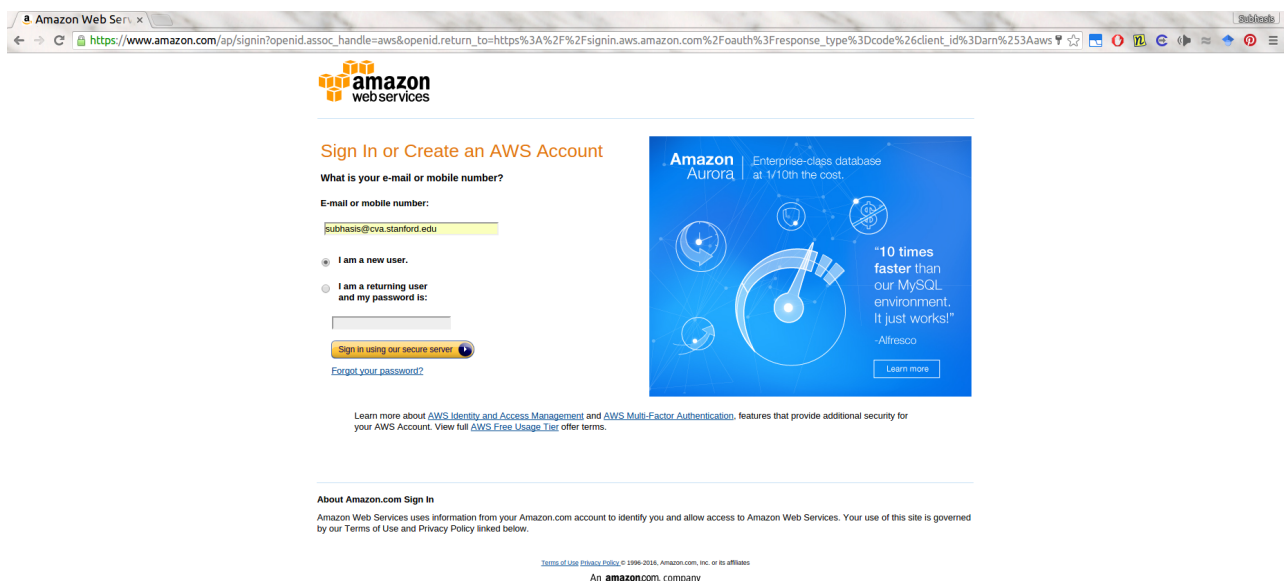 a Amazon Web Serv x
Subhasis
https://www.amazon.com/ap/signin?openid.assoc_handle=aws&openid.return_to=https%3A%2F%2Fsignin.aws.amazon.com%2Foauth%3Fresponse_type%3Dcode%26client_id%3Darn%253Aaws
amazon
web services
Sign In or Create an AWS Account
What is your e-mail or mobile number?
E-mail or mobile number:
subhasis@cva.stanford.edu
I am a new user.
I am a returning user
and my password is:
Sign in using our secure server
Forgot your password?
Amazon
Aurora
Enterprise-class database
at 1/10th the cost.
“10 times
faster than
our MySQL
environment.
It just works!”
-Alfresco
Learn more
Learn more about AWS Identity and Access Management and AWS Multi-Factor Authentication, features that provide additional security for
your AWS Account. View full AWS Free Usage Tier offer terms.
About Amazon.com Sign In
Amazon Web Services uses information from your Amazon.com account to identify you and allow access to Amazon Web Services. Your use of this site is governed
by our Terms of Use and Privacy Policy linked below.
Terms of Use Privacy Policy © 1996-2016, Amazon.com, Inc. or its affiliates
An amazon.com. company